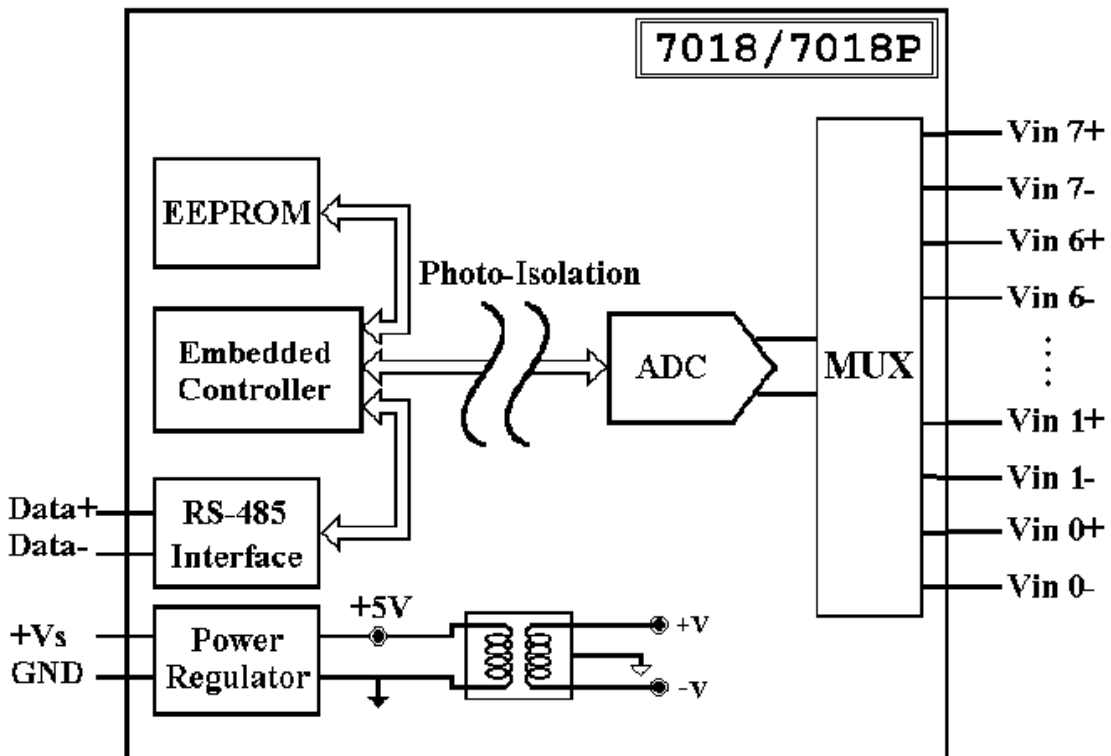 7018/7018P
Vin 7+
Vin 7-
Vin 6+
Vin 6-
Vin 1+
Vin 1-
Vin 0+
Vin 0-
EEPROM
Photo-Isolation
Embedded
Controller
ADC
MUX
Data+
Data-
RS-485
Interface
+Vs
GND
Power
Regulator
+5V
+V
-V